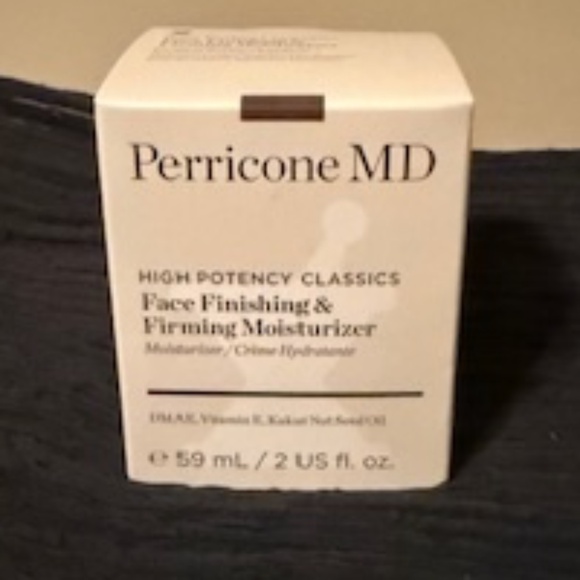 Perricone MD
HIGH POTENCY CLASSICS
Face Finishing &
Firming Moisturizer
Moisturizer / Crème Hydratante
DMAE, Vitamin E, Kukui Nut Seed Oil
℮ 59 mL / 2 US fl. oz.